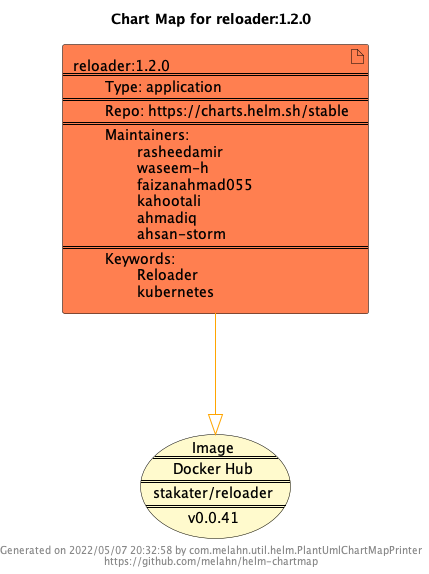 Chart Map for reloader:1.2.0
reloader:1.2.0
Type: application
Repo: https://charts.helm.sh/stable
Maintainers:
rasheedamir
waseem-h
faizanahmad055
kahootali
ahmadiq
ahsan-storm
Keywords:
Reloader
kubernetes
Image
Docker Hub
stakater/reloader
v0.0.41
Generated on 2022/05/07 20:32:58 by com.melahn.util.helm.PlantUmlChartMapPrinter
https://github.com/melahn/helm-chartmap